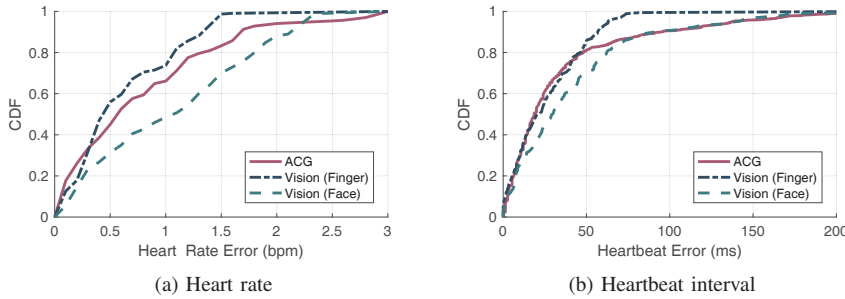 1
0.8
0.6
0.4
0.2
0
CDF
ACG
Vision (Finger)
Vision (Face)
0 0.5 1 1.5 2 2.5 3
Heart Rate Error (bpm)
(a) Heart rate
1
0.8
0.6
0.4
0.2
0
CDF
ACG
Vision (Finger)
Vision (Face)
0 50 100 150 200
Heartbeat Error (ms)
(b) Heartbeat interval